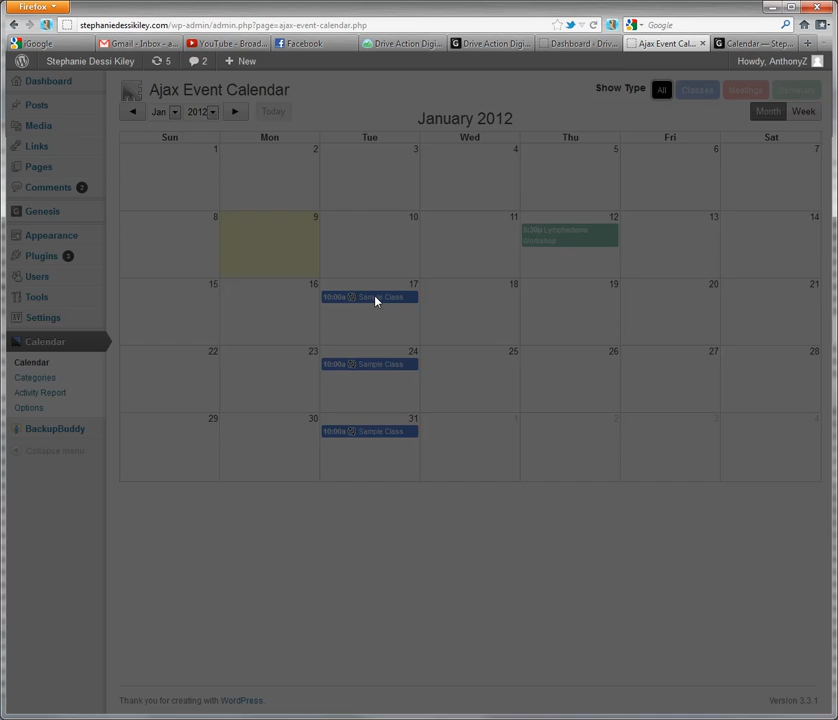 Firefox
stephaniedessikiley.com/wp-admin/admin.php?page=ajax-event-calendar.php
Google
Google
Gmail - Inbox - a...
YouTube - Broad...
Facebook
Drive Action Digi...
Drive Action Digi...
Dashboard ‹ Driv...
Ajax Event Cal...
Calendar — Step...
Stephanie Dessi Kiley
5
2
+ New
Howdy, AnthonyZ
Dashboard
Posts
Media
Links
Pages
Comments 2
Genesis
Appearance
Plugins 3
Users
Tools
Settings
Calendar
Calendar
Categories
Activity Report
Options
BackupBuddy
Collapse menu
Ajax Event Calendar
Show Type
All
Classes
Meetings
Jan
2012
Today
January 2012
Month
Week
Sun Mon Tue Wed Thu Fri Sat
1 2 3 4 5 6 7
8 9 10 11 12 13 14
6:30p Lymphedema
Workshop
15 16 17 18 19 20 21
10:00a Sample Class
22 23 24 25 26 27 28
10:00a Sample Class
29 30 31 1 2 3 4
10:00a Sample Class
Thank you for creating with WordPress.
Version 3.3.1